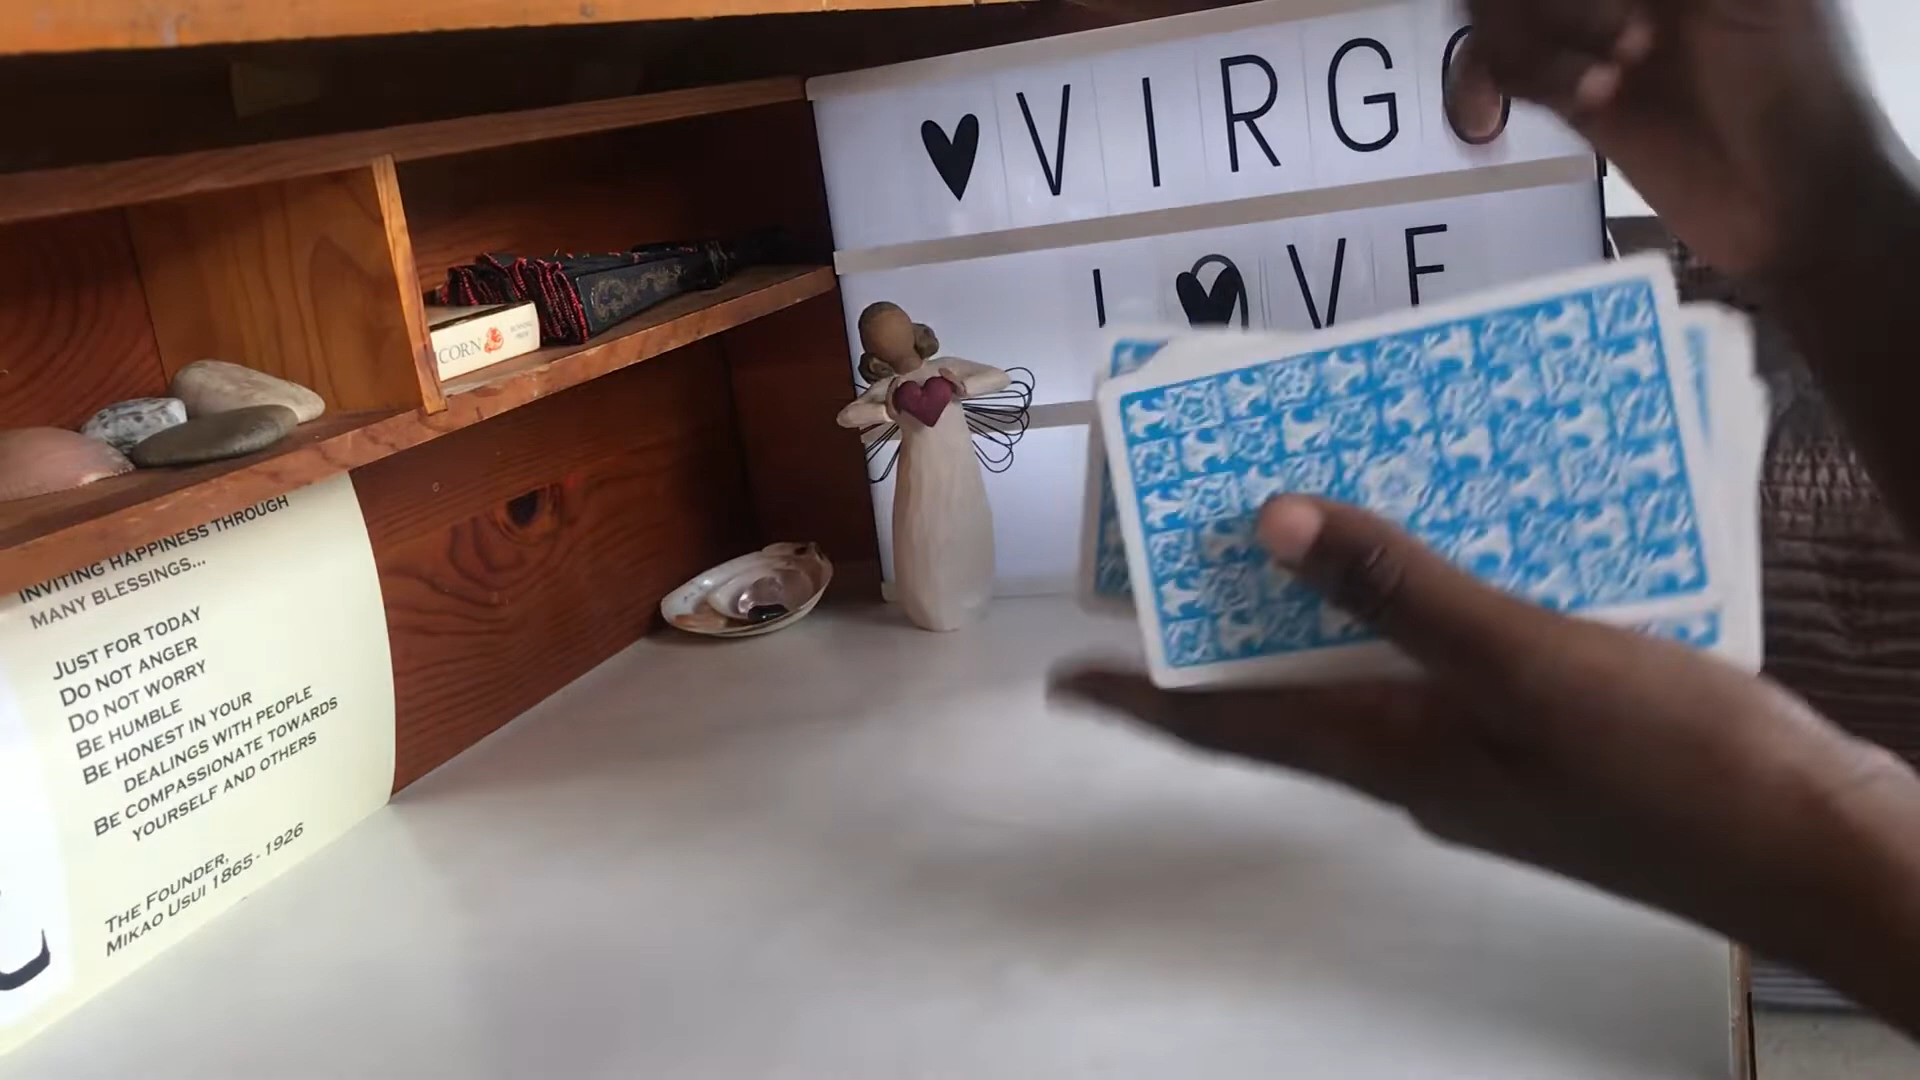 ♥VIRGO
LOVE
CORN
INVITING HAPPINESS THROUGH
MANY BLESSINGS...
JUST FOR TODAY
DO NOT ANGER
DO NOT WORRY
BE HUMBLE
BE HONEST IN YOUR
DEALINGS WITH PEOPLE
BE COMPASSIONATE TOWARDS
YOURSELF AND OTHERS
THE FOUNDER,
MIKAO USUI 1865-1926